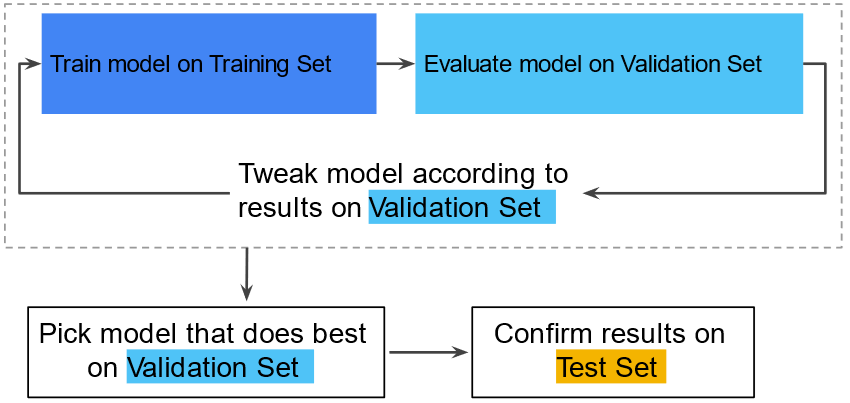 Train model on Training Set
Evaluate model on Validation Set
Tweak model according to
results on Validation Set
Pick model that does best
on Validation Set
Confirm results on
Test Set